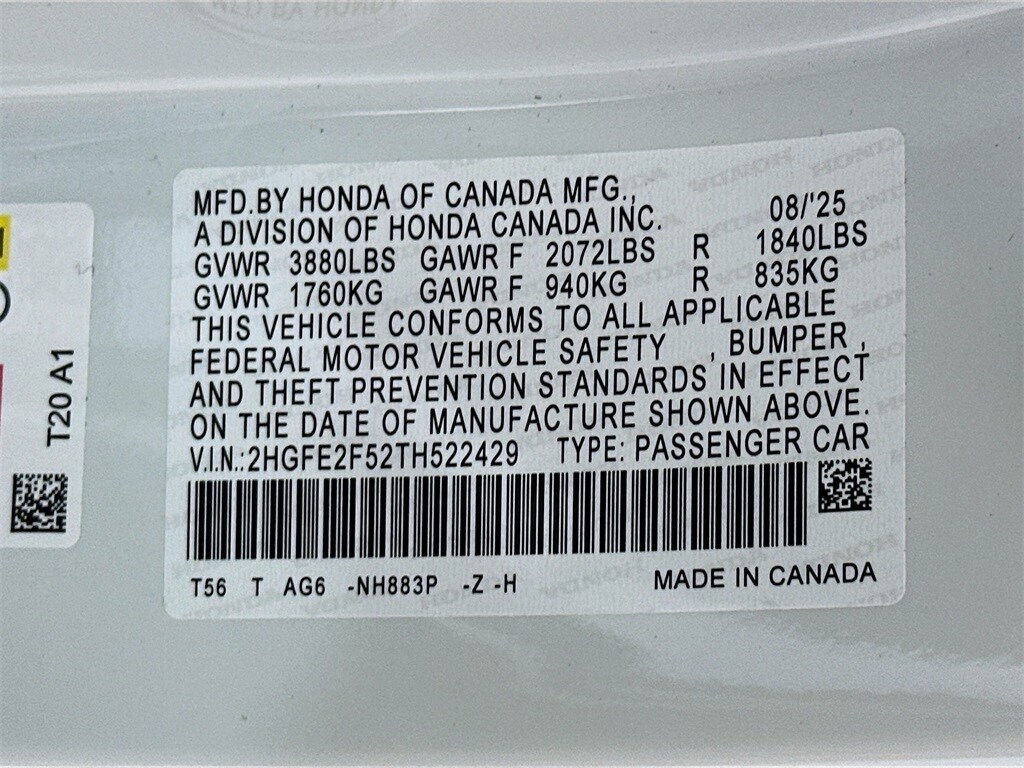 MFD.BY HONDA OF CANADA MFG.,
A DIVISION OF HONDA CANADA INC. 08/'25
GVWR 3880LBS GAWR F 2072LBS R 1840LBS
GVWR 1760KG GAWR F 940KG R 835KG
THIS VEHICLE CONFORMS TO ALL APPLICABLE
FEDERAL MOTOR VEHICLE SAFETY , BUMPER ,
AND THEFT PREVENTION STANDARDS IN EFFECT
ON THE DATE OF MANUFACTURE SHOWN ABOVE.
V.I.N.:2HGFE2F52TH522429 TYPE: PASSENGER CAR
T56 T AG6 -NH883P -Z -H MADE IN CANADA
T20 A1